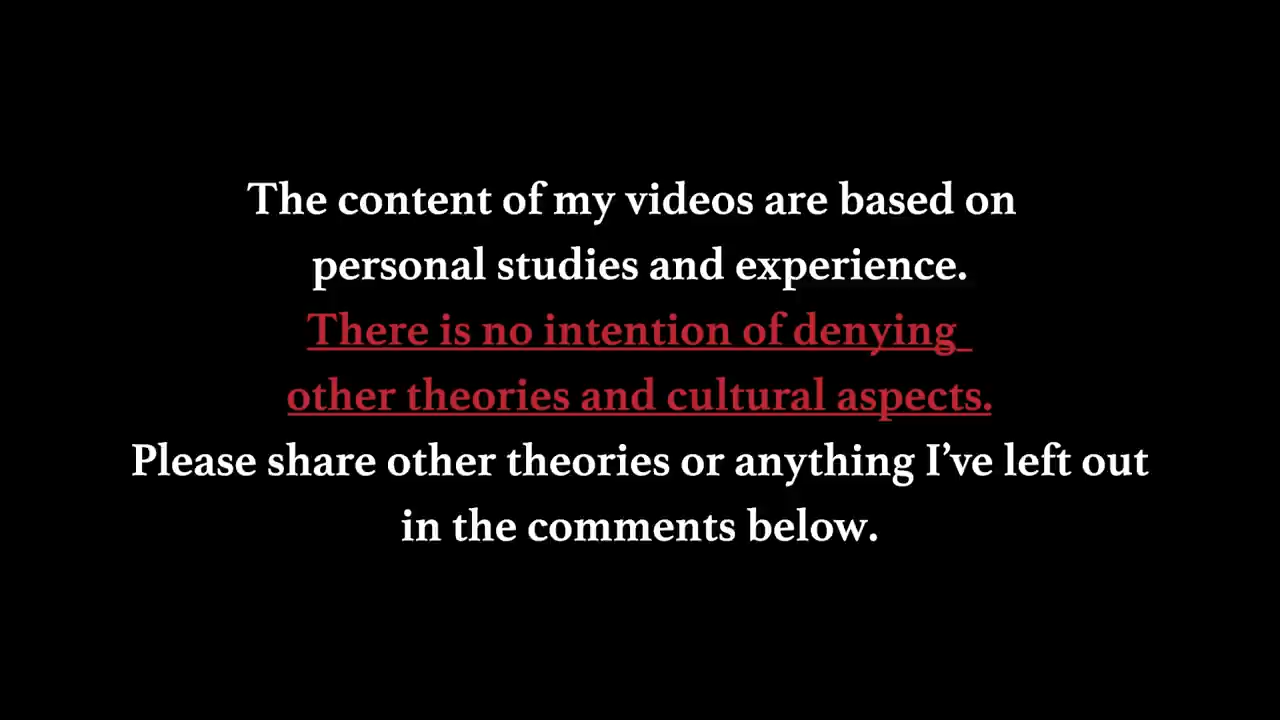 The content of my videos are based on
personal studies and experience.
There is no intention of denying
other theories and cultural aspects.
Please share other theories or anything I’ve left out
in the comments below.